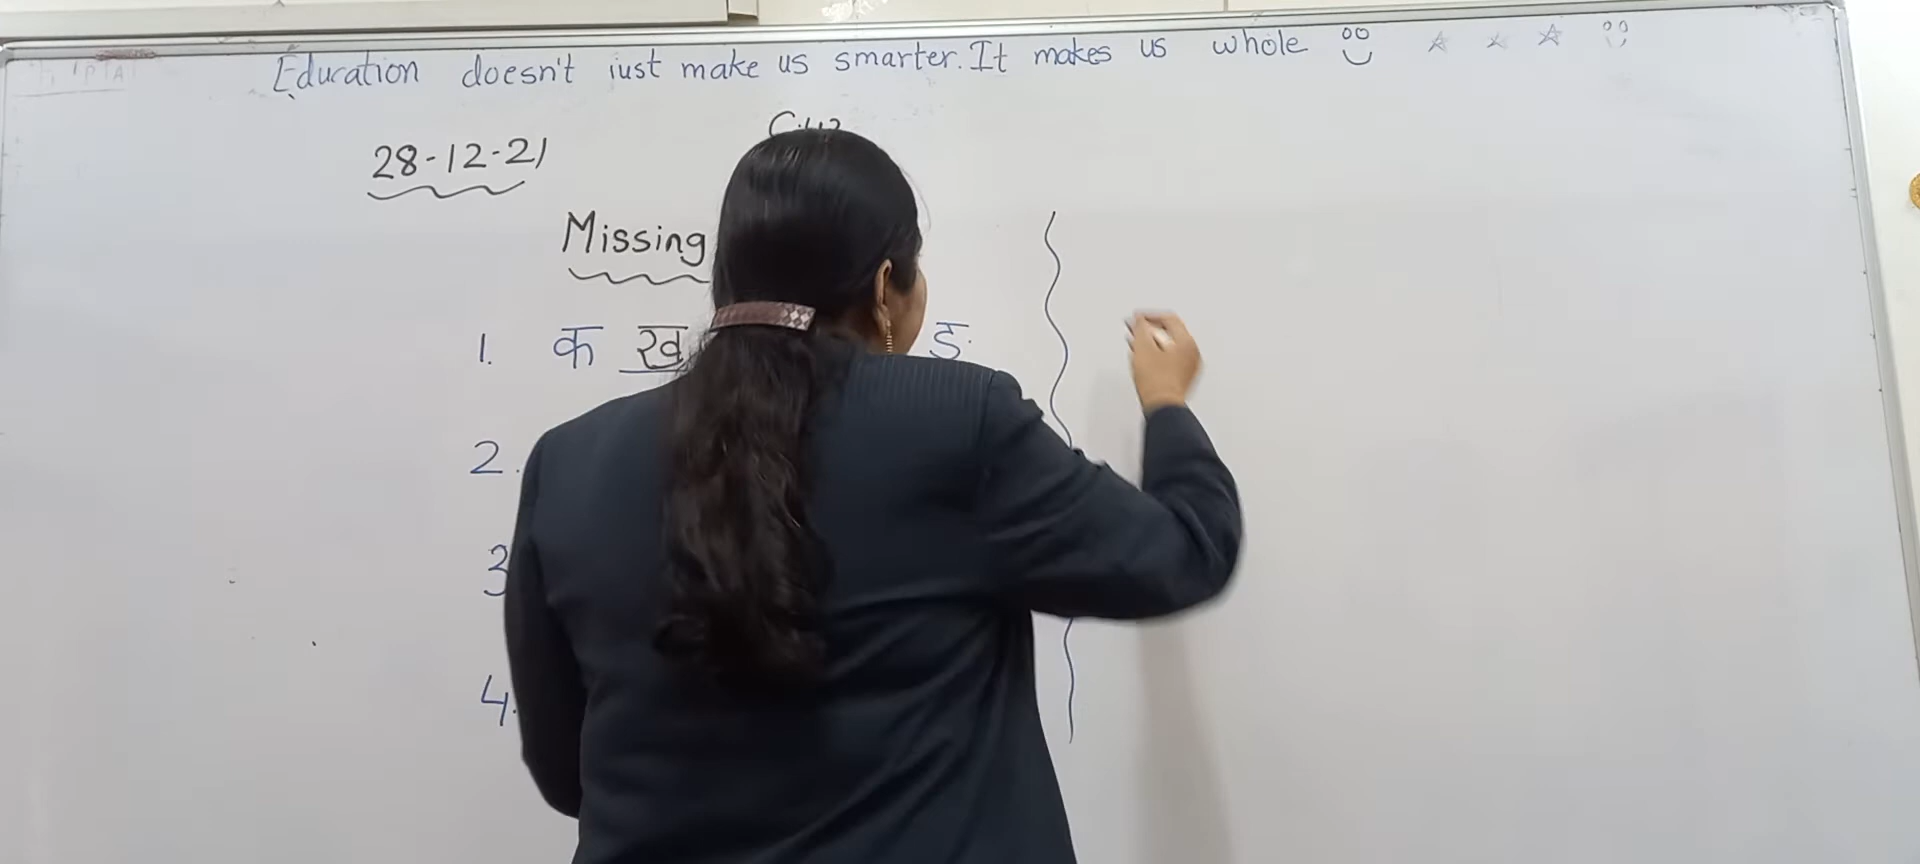 Education doesn't just make us smarter. It makes us whole
28-12-21
Missing
1. क ख ङ
2.
3
4.